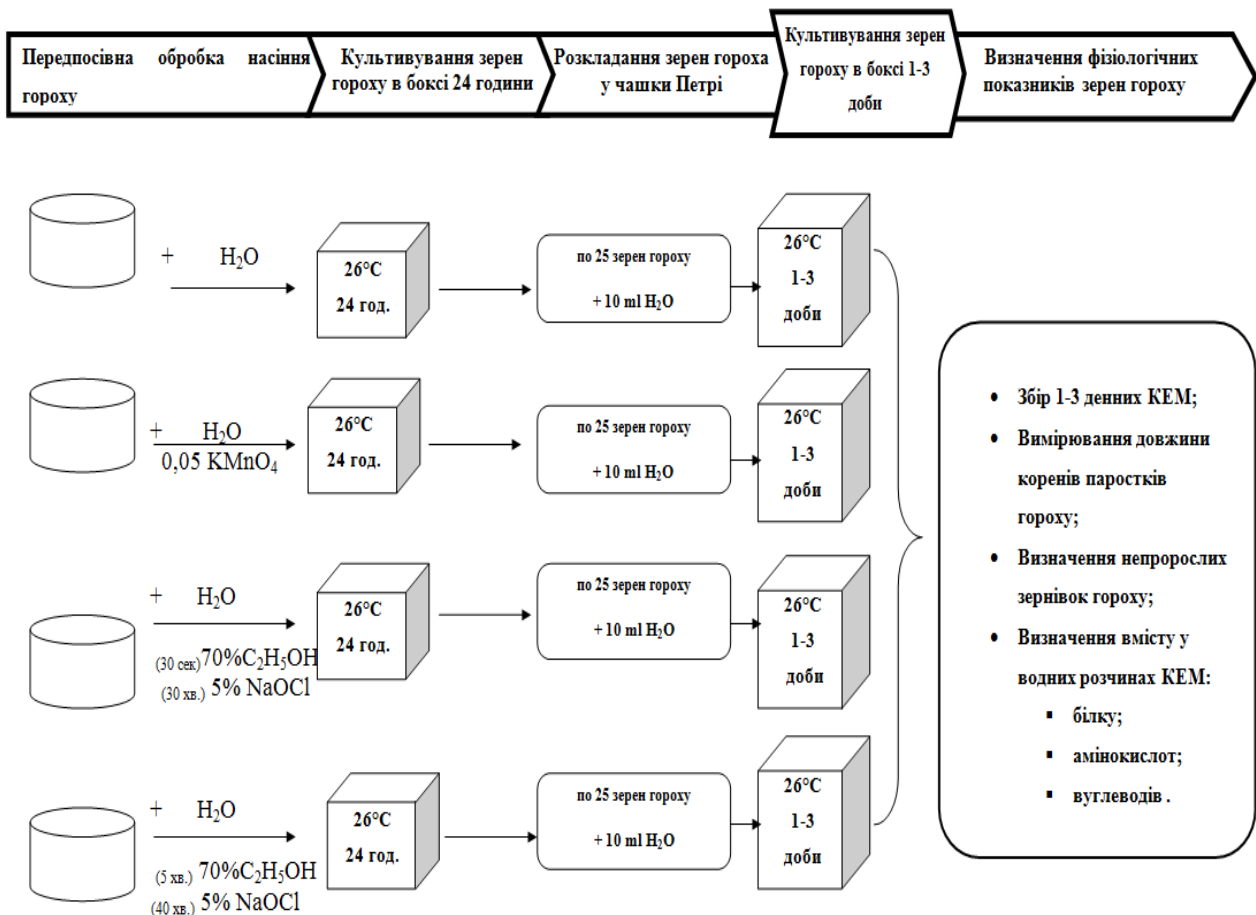 Передпосівна обробка насіння
гороху
Культивування зерен
гороху в боксі 24 години
Розкладання зерен гороха
у чашки Петрі
Культивування зерен
гороху в боксі 1-3
доби
Визначення фізіологічних
показників зерен гороху
+ H₂O
26°C
24 год.
по 25 зерен гороху
+ 10 ml H₂O
26°C
1-3
доби
+ H₂O
0,05 KMnO₄
26°C
24 год.
по 25 зерен гороху
+ 10 ml H₂O
26°C
1-3
доби
+ H₂O
(30 сек) 70%C₂H₅OH
(30 хв.) 5% NaOCl
26°C
24 год.
по 25 зерен гороху
+ 10 ml H₂O
26°C
1-3
доби
+ H₂O
(5 хв.) 70%C₂H₅OH
(40 хв.) 5% NaOCl
26°C
24 год.
по 25 зерен гороху
+ 10 ml H₂O
26°C
1-3
доби
• Збір 1-3 денних КЕМ;
• Вимірювання довжини
коренів паростків
гороху;
• Визначення непророслих
зернівок гороху;
• Визначення вмісту у
водних розчинах КЕМ:
▪ білку;
▪ амінокислот;
▪ вуглеводів .